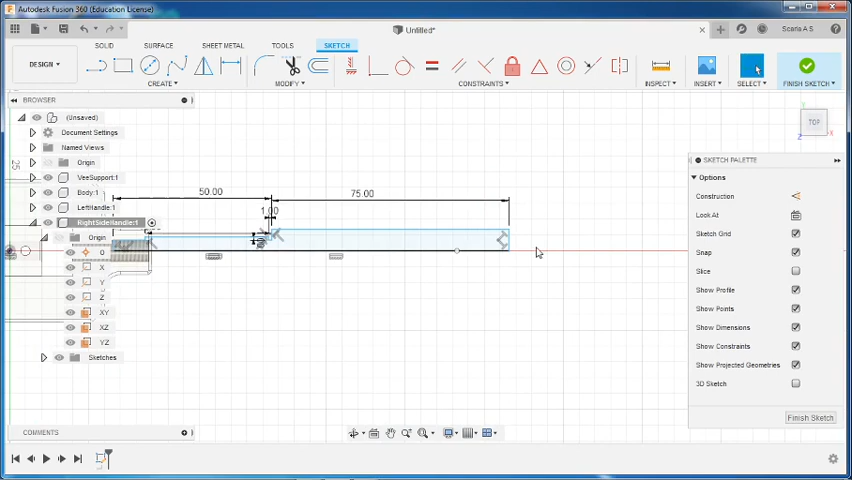 Autodesk Fusion 360 (Education License)
Untitled*
Scaria A S
SOLID
SURFACE
SHEET METAL
TOOLS
SKETCH
DESIGN
CREATE
MODIFY
CONSTRAINTS
INSPECT
INSERT
SELECT
FINISH SKETCH
BROWSER
(Unsaved)
Document Settings
Named Views
Origin
VeeSupport:1
Body:1
LeftHandle:1
RightSideHandle:1
Origin
O
X
Y
Z
XY
XZ
YZ
Sketches
25
50.00
75.00
1.00
TOP
X
Z
SKETCH PALETTE
Options
Construction
Look At
Sketch Grid
Snap
Slice
Show Profile
Show Points
Show Dimensions
Show Constraints
Show Projected Geometries
3D Sketch
Finish Sketch
COMMENTS